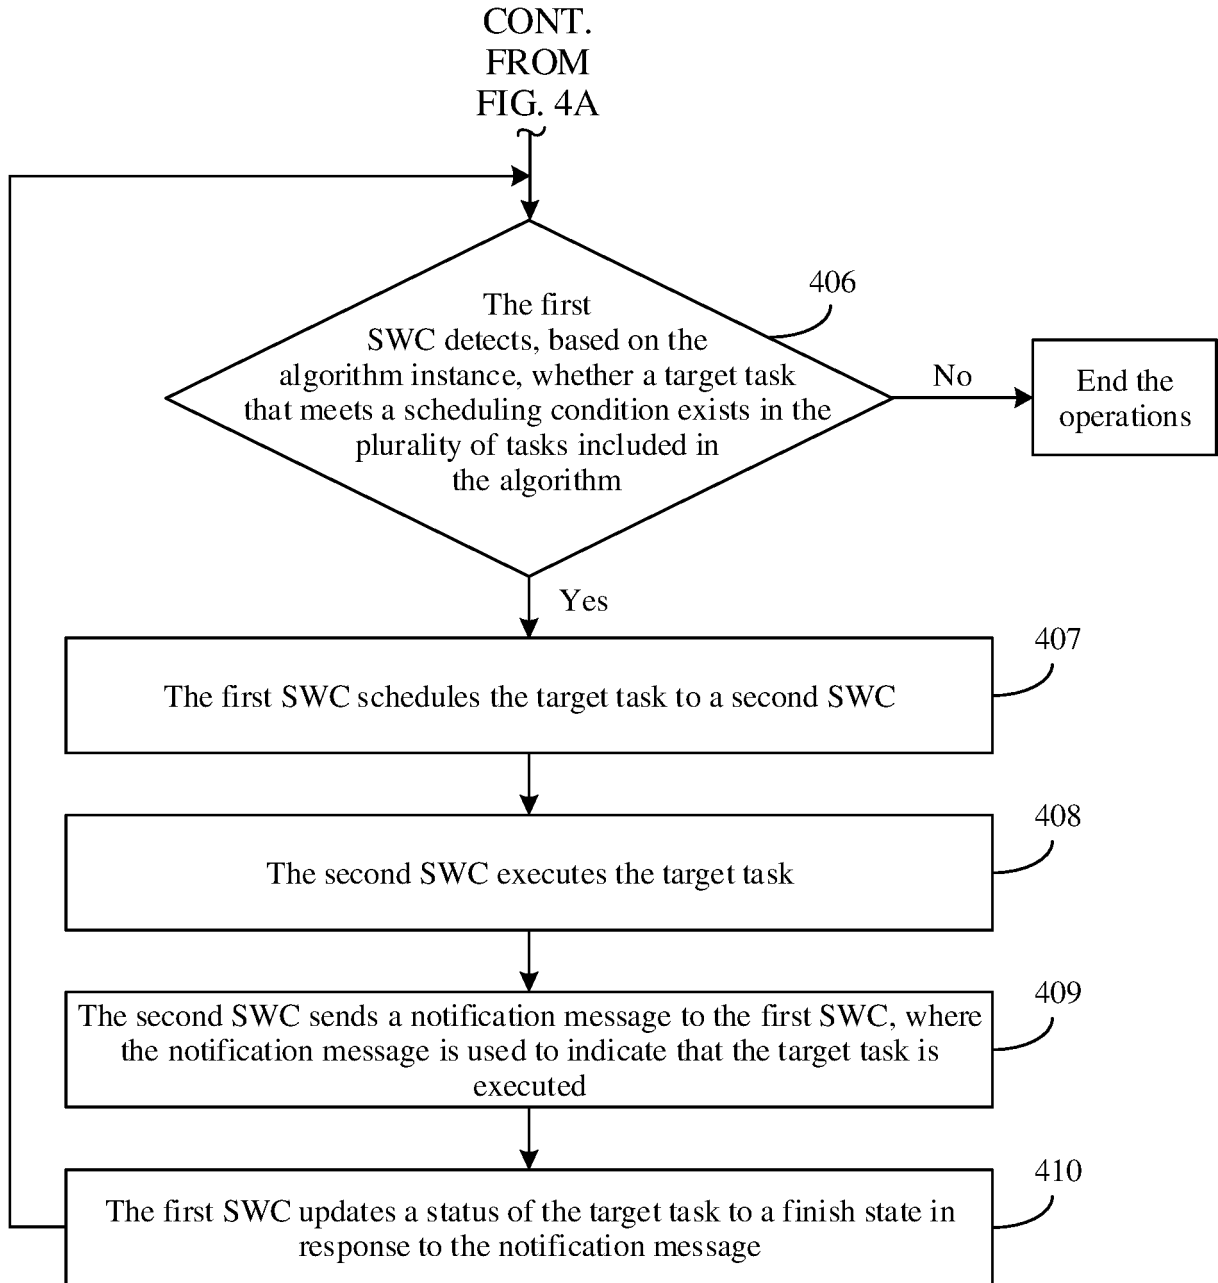 CONT.
FROM
FIG. 4A
406
The first
SWC detects, based on the
algorithm instance, whether a target task
that meets a scheduling condition exists in the
plurality of tasks included in
the algorithm
No
End the
operations
Yes
407
The first SWC schedules the target task to a second SWC
408
The second SWC executes the target task
409
The second SWC sends a notification message to the first SWC, where
the notification message is used to indicate that the target task is
executed
410
The first SWC updates a status of the target task to a finish state in
response to the notification message